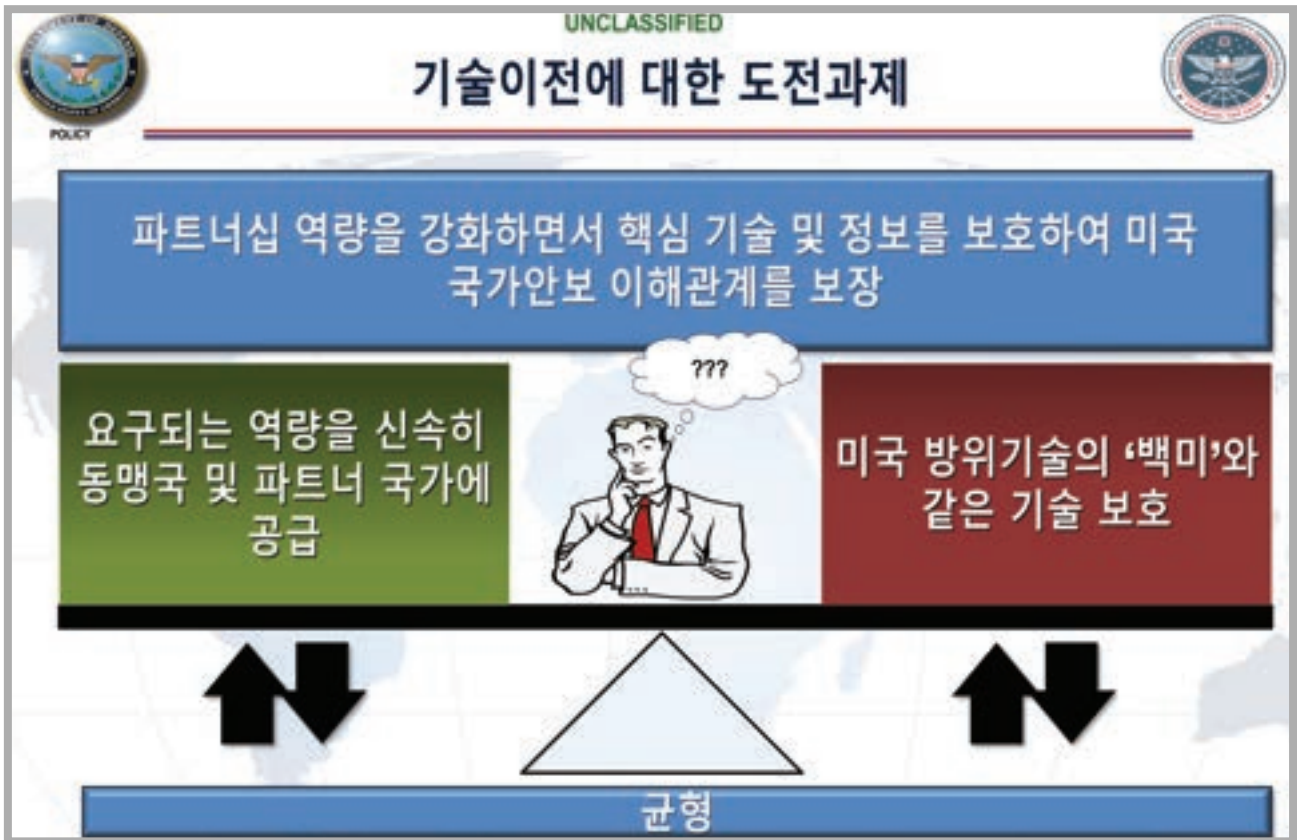 UNCLASSIFIED
기술이전에 대한 도전과제
POLICY
파트너십 역량을 강화하면서 핵심 기술 및 정보를 보호하여 미국
국가안보 이해관계를 보장
???
요구되는 역량을 신속히
동맹국 및 파트너 국가에
공급
미국 방위기술의 ‘백미’와
같은 기술 보호
균형